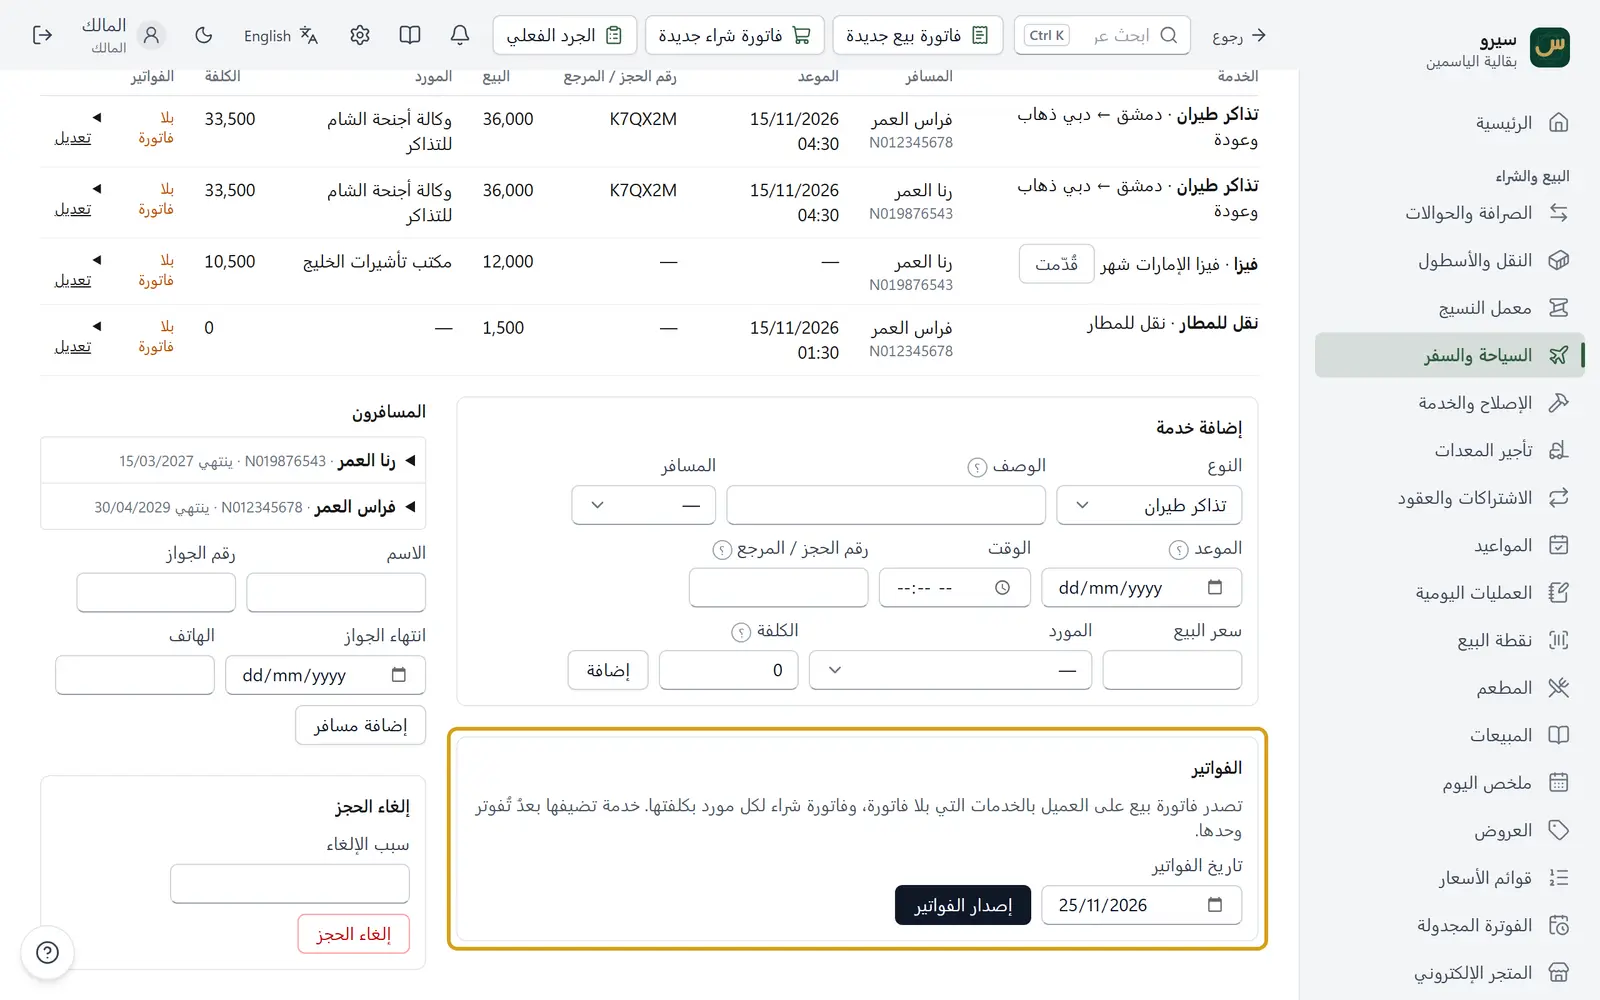 سيرو
بقالية الياسمين
رجوع
ابحث عر
Ctrl K
فاتورة بيع جديدة
فاتورة شراء جديدة
الجرد الفعلي
English
المالك
المالك
الرئيسية
البيع والشراء
الصرافة والحوالات
النقل والأسطول
معمل النسيج
السياحة والسفر
الإصلاح والخدمة
تأجير المعدات
الاشتراكات والعقود
المواعيد
العمليات اليومية
نقطة البيع
المطعم
المبيعات
ملخص اليوم
العروض
قوائم الأسعار
الفوترة المجدولة
المتجر الإلكتروني
الخدمة المسافر الموعد رقم الحجز / المرجع البيع المورد الكلفة الفواتير
تذاكر طيران · دمشق ← دبي ذهاب وعودة
فراس العمر
N012345678
15/11/2026
04:30
K7QX2M
36,000
وكالة أجنحة الشام للتذاكر
33,500
بلا فاتورة
تعديل
تذاكر طيران · دمشق ← دبي ذهاب وعودة
رنا العمر
N019876543
15/11/2026
04:30
K7QX2M
36,000
وكالة أجنحة الشام للتذاكر
33,500
بلا فاتورة
تعديل
فيزا · فيزا الإمارات شهر
قُدّمت
رنا العمر
N019876543
—
—
12,000
مكتب تأشيرات الخليج
10,500
بلا فاتورة
تعديل
نقل للمطار · نقل للمطار
فراس العمر
N012345678
15/11/2026
01:30
—
1,500
—
0
بلا فاتورة
تعديل
إضافة خدمة
النوع الوصف ؟ المسافر
تذاكر طيران
—
الموعد ؟ الوقت رقم الحجز / المرجع ؟
dd/mm/yyyy
--:-- --
سعر البيع المورد الكلفة ؟
—
0
إضافة
الفواتير
تصدر فاتورة بيع على العميل بالخدمات التي بلا فاتورة، وفاتورة شراء لكل مورد بكلفتها. خدمة تضيفها بعدُ تُفوتر
وحدها.
تاريخ الفواتير
25/11/2026
إصدار الفواتير
المسافرون
رنا العمر · N019876543 · ينتهي 15/03/2027
فراس العمر · N012345678 · ينتهي 30/04/2029
الاسم رقم الجواز
انتهاء الجواز الهاتف
dd/mm/yyyy
إضافة مسافر
إلغاء الحجز
سبب الإلغاء
إلغاء الحجز
?